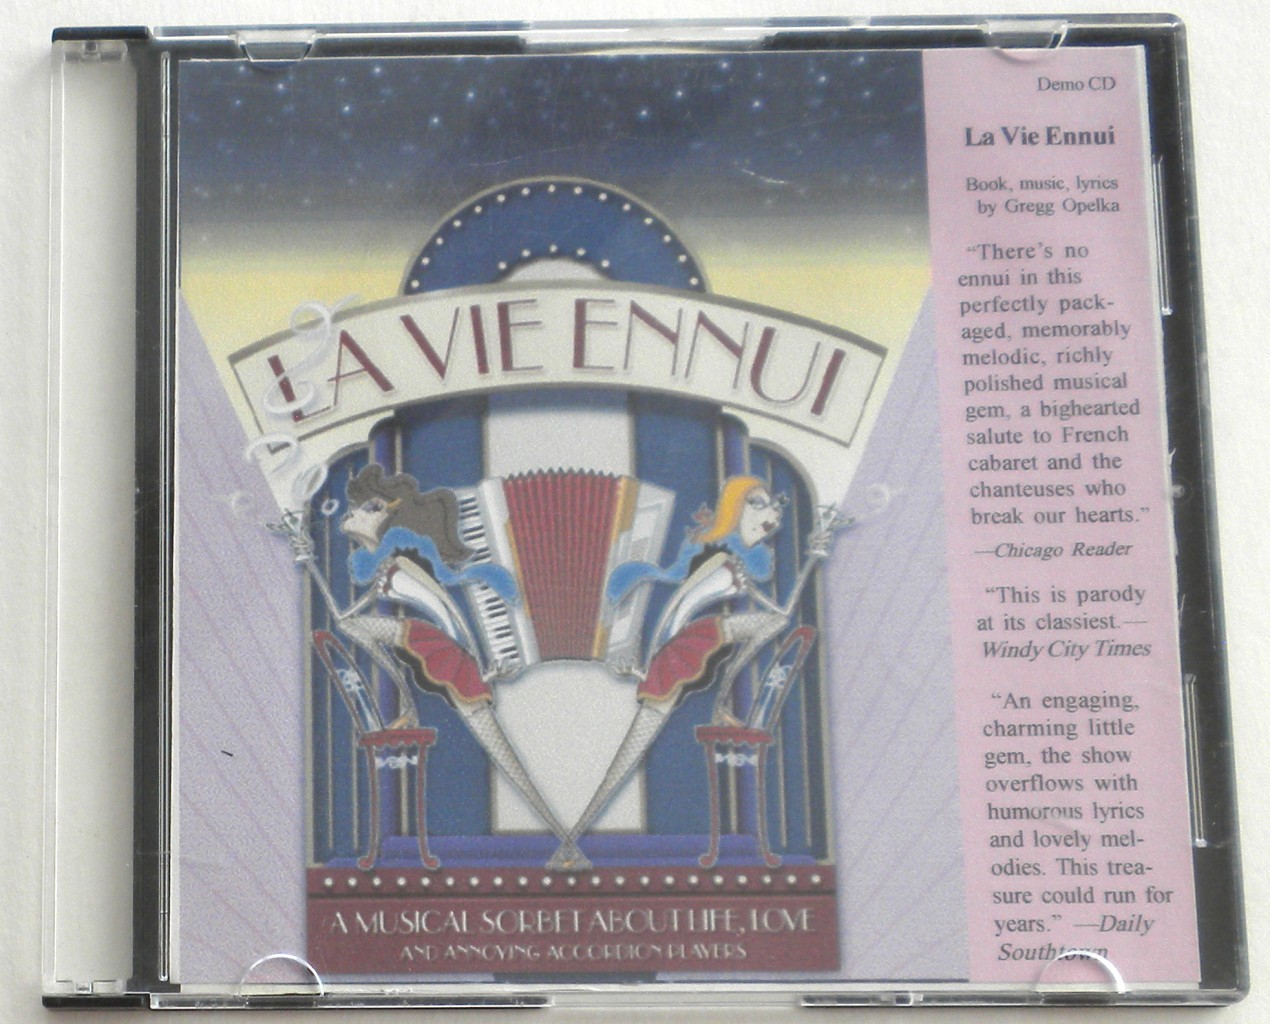 LA VIE ENNUI
A MUSICAL SORBET ABOUT LIFE, LOVE
AND ANNOYING ACCORDION PLAYERS
Demo CD
La Vie Ennui
Book, music, lyrics
by Gregg Opelka
“There’s no
ennui in this
perfectly pack-
aged, memorably
melodic, richly
polished musical
gem, a bighearted
salute to French
cabaret and the
chanteuses who
break our hearts.”
—Chicago Reader
“This is parody
at its classiest.—
Windy City Times
“An engaging,
charming little
gem, the show
overflows with
humorous lyrics
and lovely mel-
odies. This trea-
sure could run for
years.” —Daily
Southtown